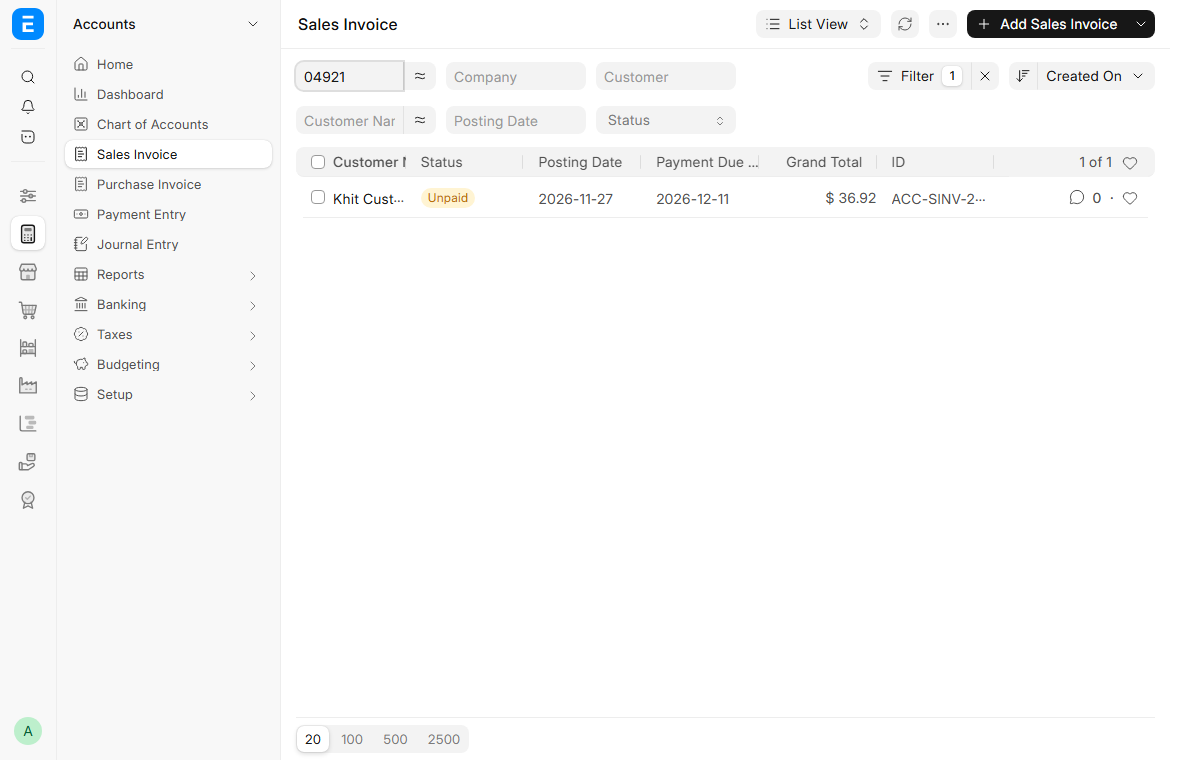 E
Accounts
Home
Dashboard
Chart of Accounts
Sales Invoice
Purchase Invoice
Payment Entry
Journal Entry
Reports
Banking
Taxes
Budgeting
Setup
A
Sales Invoice
List View
Add Sales Invoice
04921 ≈ Company Customer
Filter 1 Created On
Customer Nar ≈ Posting Date Status
Customer N Status Posting Date Payment Due ... Grand Total ID 1 of 1
Khit Cust... Unpaid 2026-11-27 2026-12-11 $ 36.92 ACC-SINV-2... 0 ·
20 100 500 2500